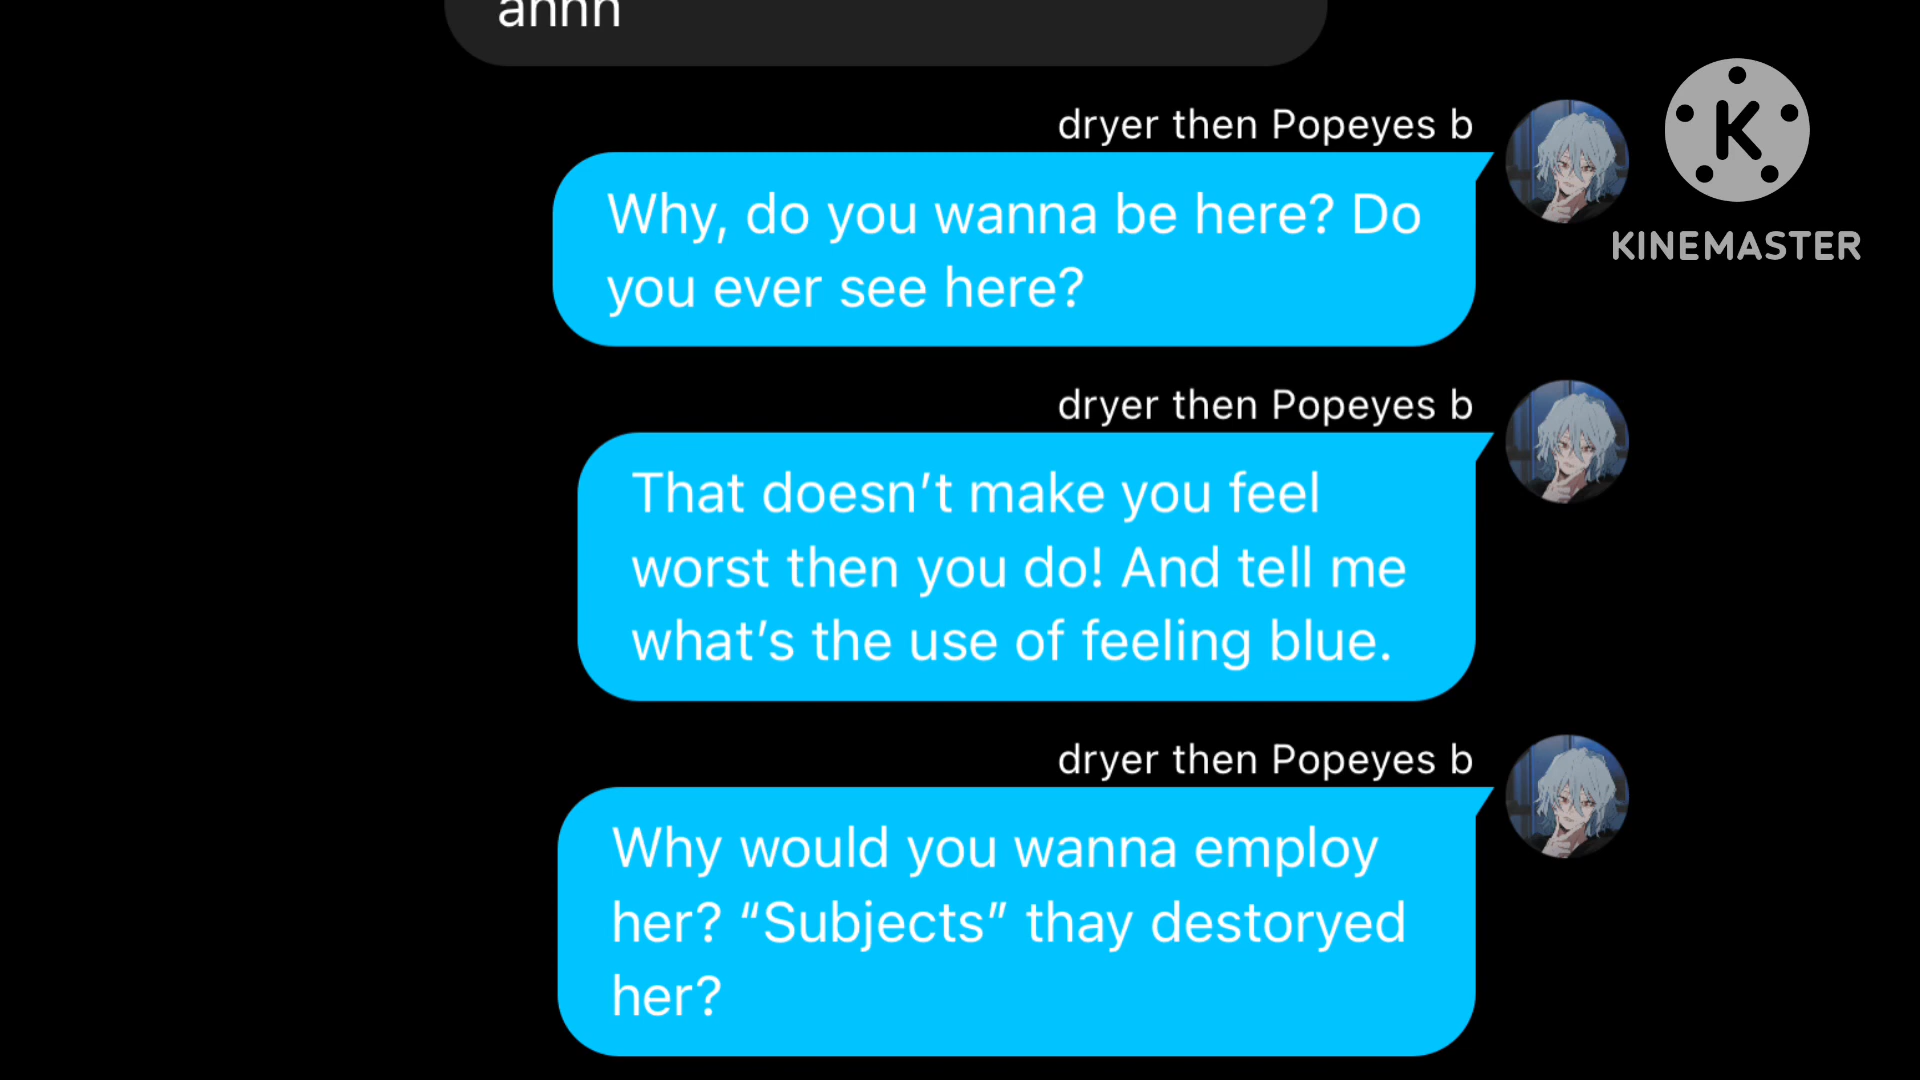 ahhh
dryer then Popeyes b
Why, do you wanna be here? Do
you ever see here?
KINEMASTER
dryer then Popeyes b
That doesn’t make you feel
worst then you do! And tell me
what’s the use of feeling blue.
dryer then Popeyes b
Why would you wanna employ
her? “Subjects” thay destoryed
her?